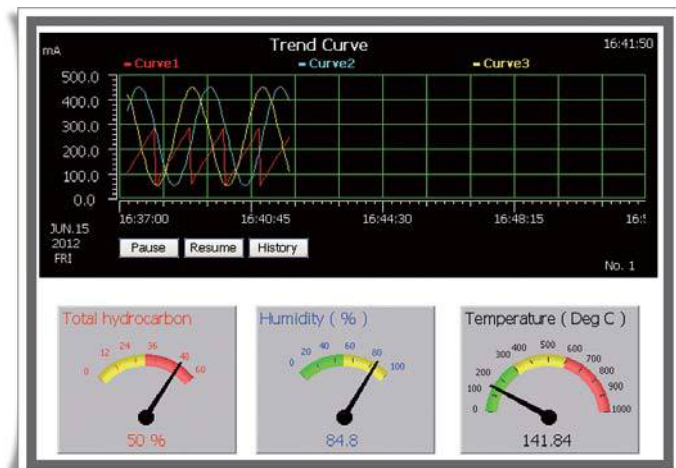 mA Trend Curve 16:41:50
Curve1 Curve2 Curve3
500.0
400.0
300.0
200.0
100.0
0.0
16:37:00 16:40:45 16:44:30 16:48:15
JUN.15
2012
FRI
Pause Resume History
No. 1
Total hydrocarbon
0 12 24 36 40 60
50 %
Humidity ( % )
0 20 40 60 80 100
84.8
Temperature ( Deg C )
0 100 200 300 400 500 600 700 800 900 1000
141.84